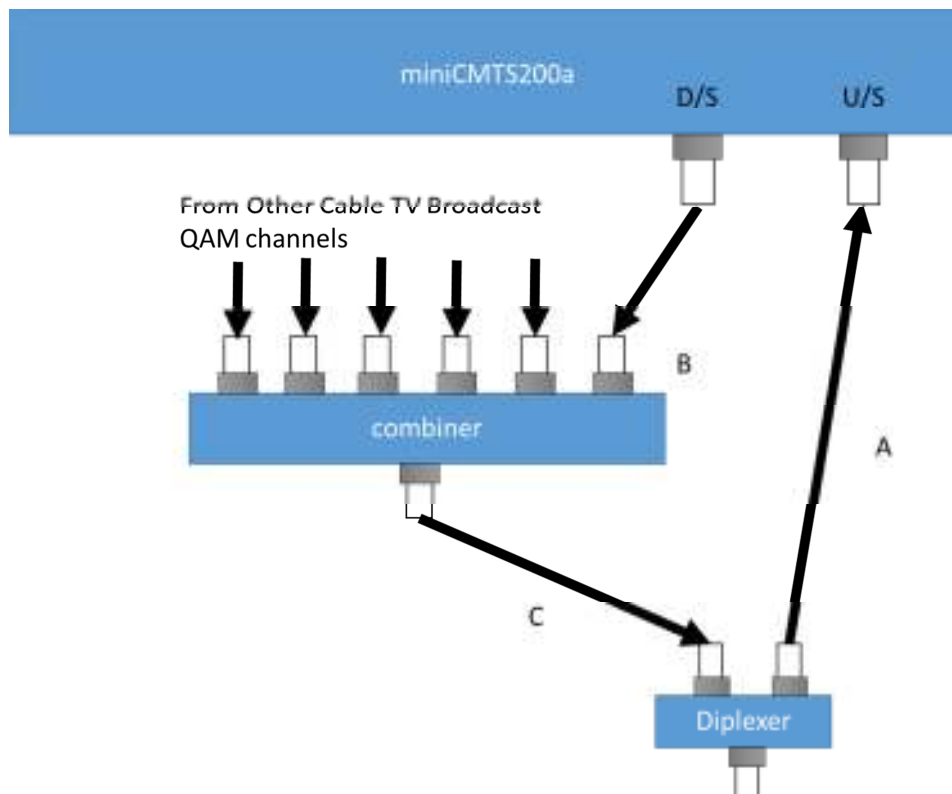 miniCMTS200a
D/S U/S
From Other Cable TV Broadcast
QAM channels
B
combiner
A
C
Diplexer